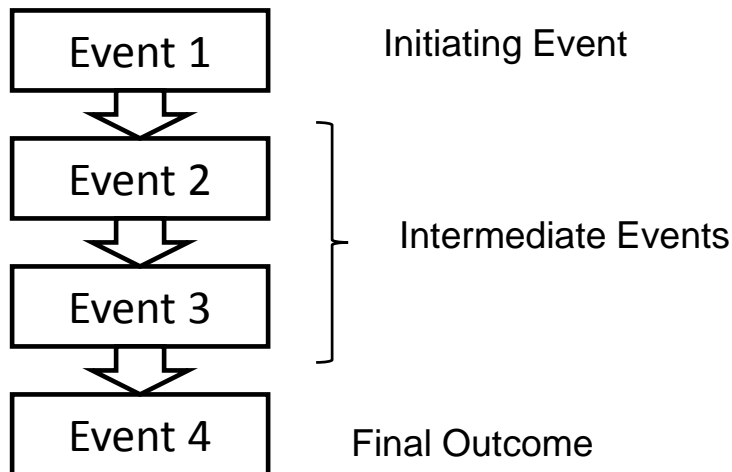 Event 1
Initiating Event
Event 2
Intermediate Events
Event 3
Event 4
Final Outcome